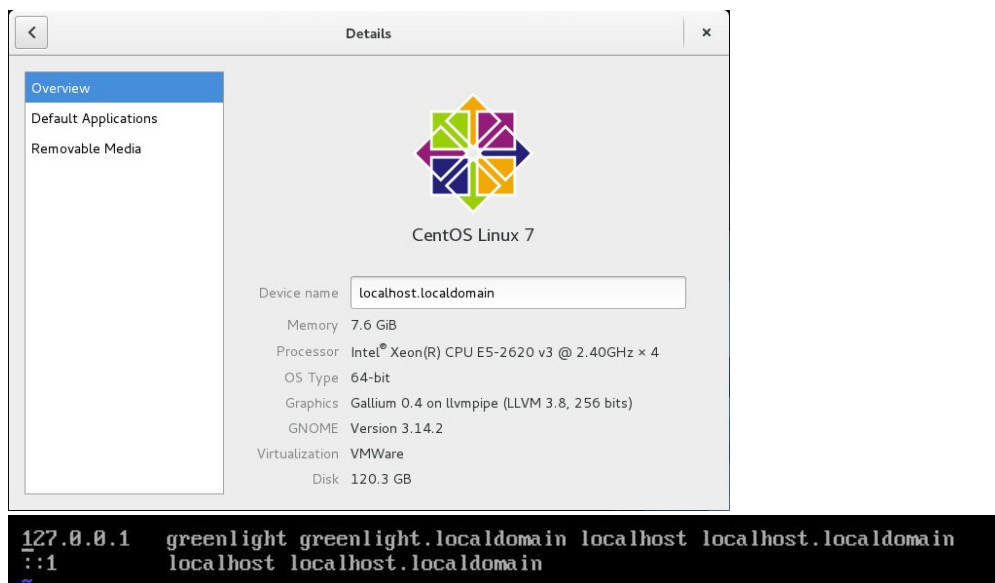 Details
Overview
Default Applications
Removable Media
CentOS Linux 7
Device name localhost.localdomain
Memory 7.6 GiB
Processor Intel® Xeon(R) CPU E5-2620 v3 @ 2.40GHz × 4
OS Type 64-bit
Graphics Gallium 0.4 on llvmpipe (LLVM 3.8, 256 bits)
GNOME Version 3.14.2
Virtualization VMWare
Disk 120.3 GB
127.0.0.1 greenlight greenlight.localdomain localhost localhost.localdomain
::1 localhost localhost.localdomain